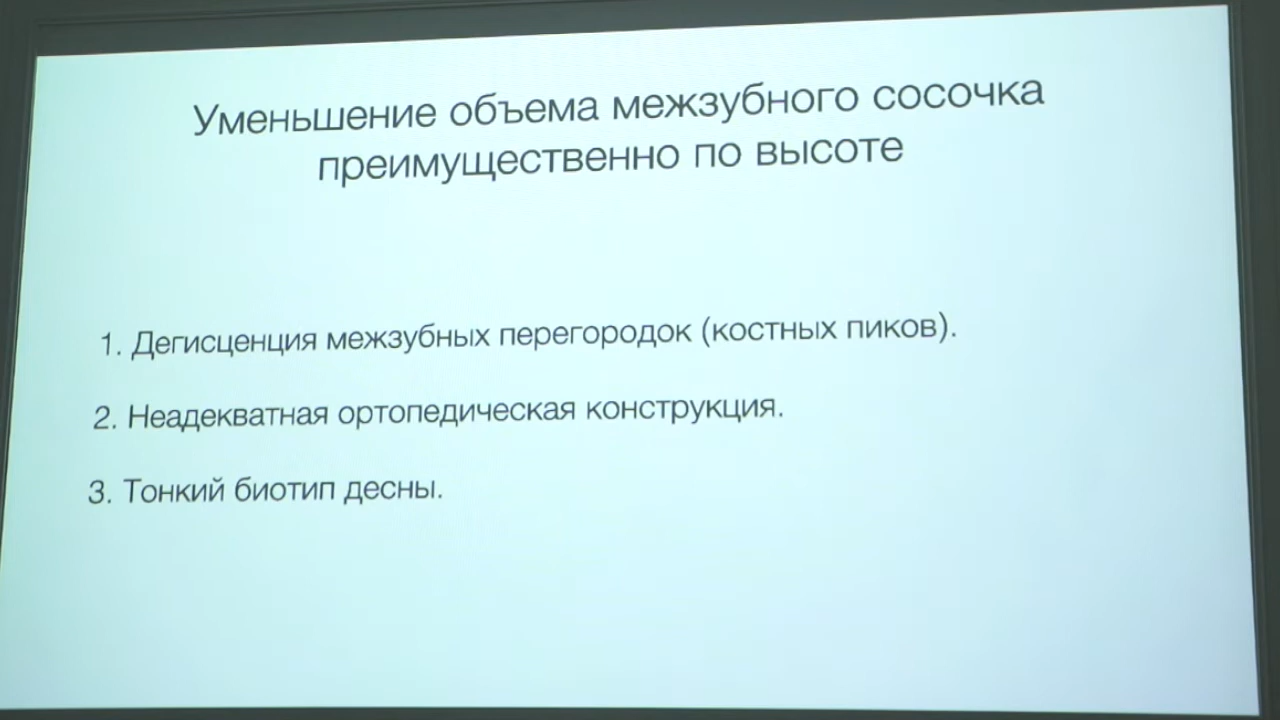 Уменьшение объема межзубного сосочка
преимущественно по высоте
1. Дегисценция межзубных перегородок (костных пиков).
2. Неадекватная ортопедическая конструкция.
3. Тонкий биотип десны.